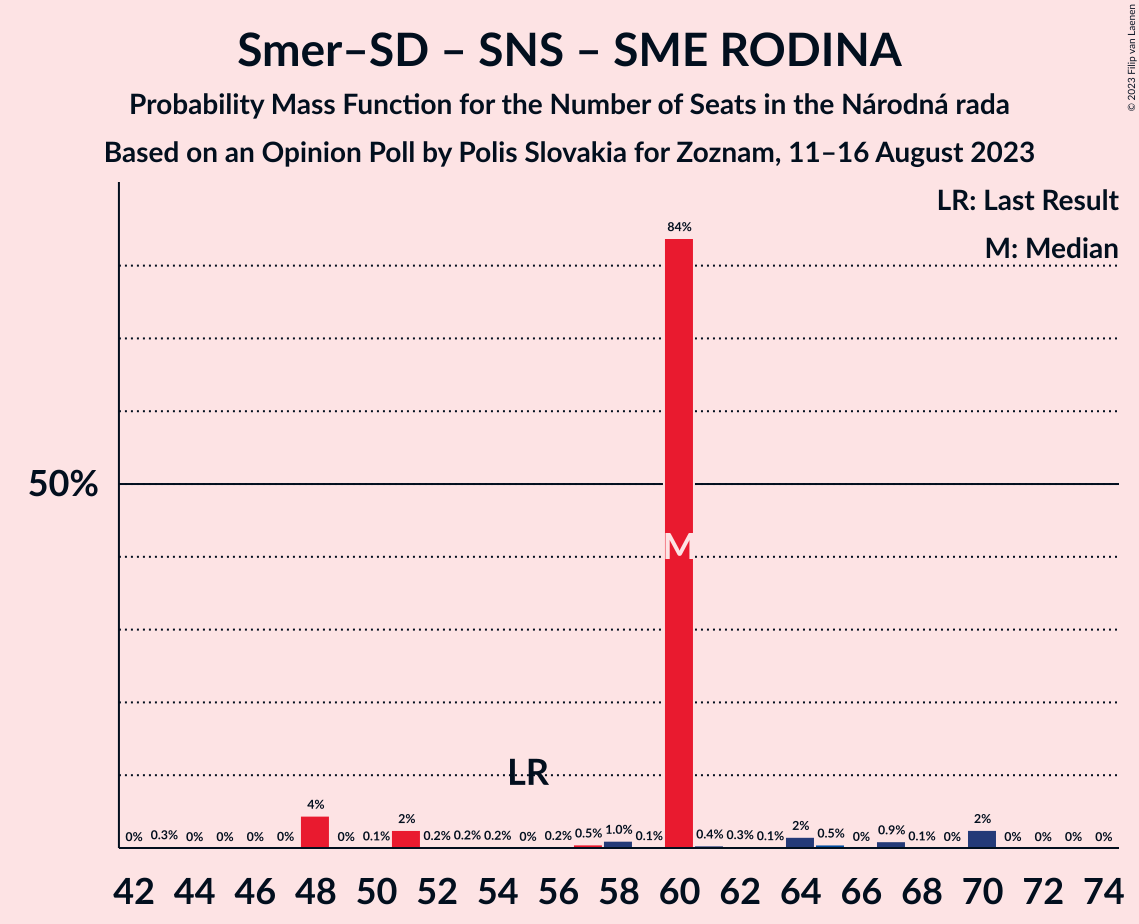 Smer–SD – SNS – SME RODINA
Probability Mass Function for the Number of Seats in the Národná rada
Based on an Opinion Poll by Polis Slovakia for Zoznam, 11–16 August 2023
© 2023 Filip van Laenen
LR: Last Result
M: Median
84%
50%
M
LR
0% 0.3% 0% 0% 0% 0% 4% 0% 0.1% 2% 0.2% 0.2% 0.2% 0% 0.2% 0.5% 1.0% 0.1% 0.4% 0.3% 0.1% 2% 0.5% 0% 0.9% 0.1% 0% 2% 0% 0% 0% 0%
42 44 46 48 50 52 54 56 58 60 62 64 66 68 70 72 74